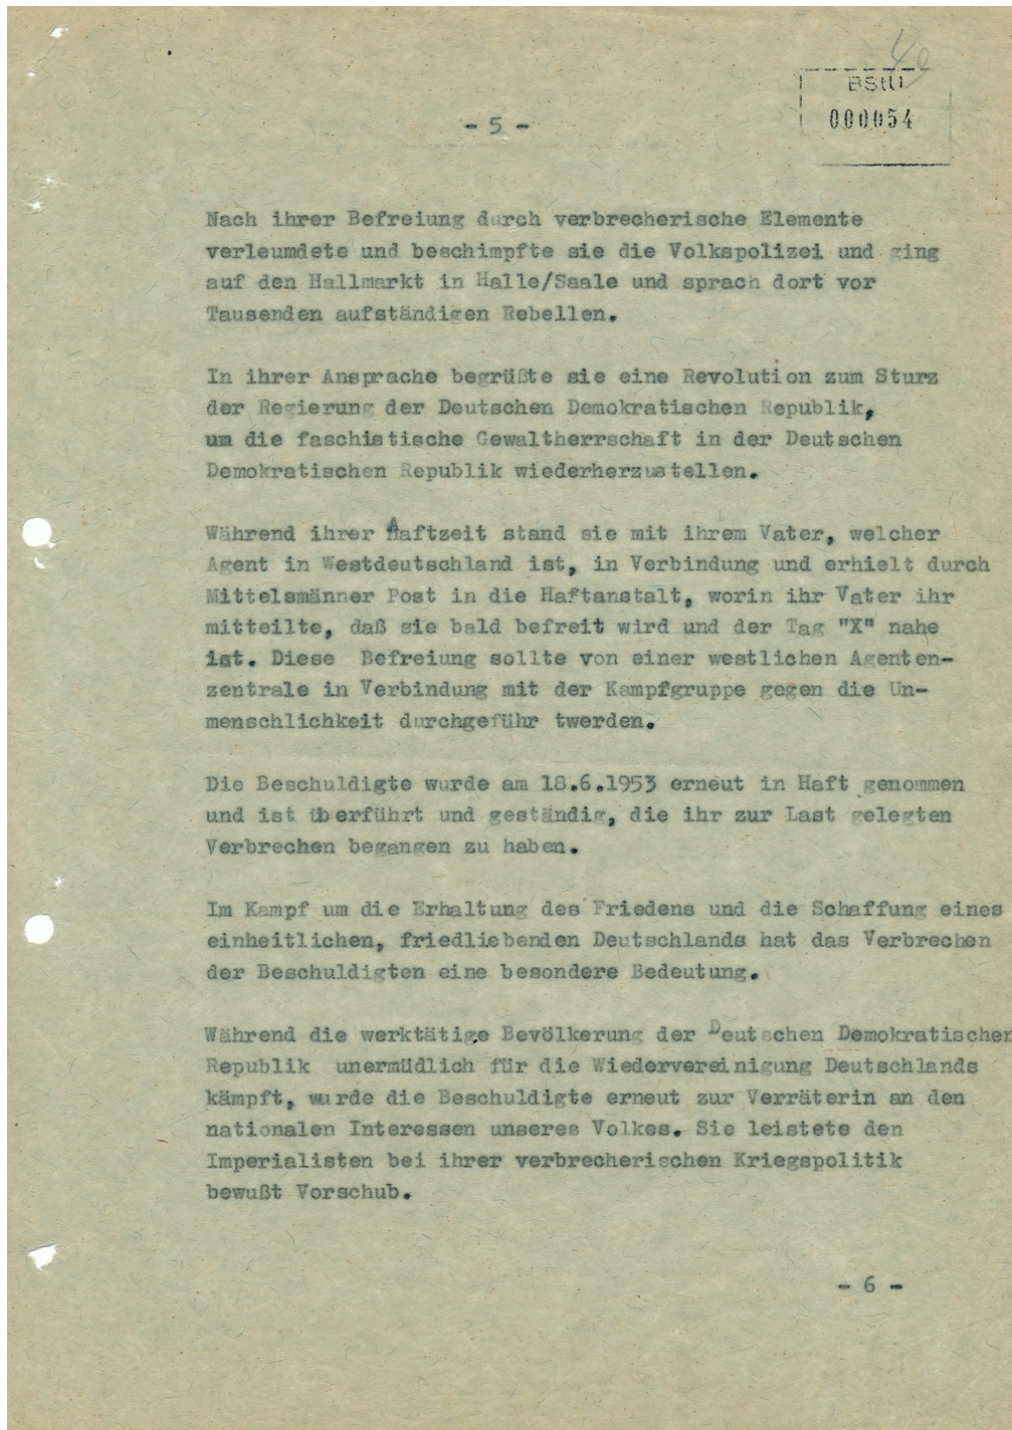 49
BStU
000054
- 5 -
Nach ihrer Befreiung durch verbrecherische Elemente
verleumdete und beschimpfte sie die Volkspolizei und ging
auf den Hallmarkt in Halle/Saale und sprach dort vor
Tausenden aufständigen Rebellen.
In ihrer Ansprache begrüßte sie eine Revolution zum Sturz
der Regierung der Deutschen Demokratischen Republik,
um die faschistische Gewaltherrschaft in der Deutschen
Demokratischen Republik wiederherzustellen.
Während ihrer Haftzeit stand sie mit ihrem Vater, welcher
Agent in Westdeutschland ist, in Verbindung und erhielt durch
Mittelsmänner Post in die Haftanstalt, worin ihr Vater ihr
mitteilte, daß sie bald befreit wird und der Tag "X" nahe
ist. Diese Befreiung sollte von einer westlichen Agenten-
zentrale in Verbindung mit der Kampfgruppe gegen die Un-
menschlichkeit durchgeführ twerden.
Die Beschuldigte wurde am 18.6.1953 erneut in Haft genommen
und ist überführt und geständig, die ihr zur Last gelegten
Verbrechen begangen zu haben.
Im Kampf um die Erhaltung des Friedens und die Schaffung eines
einheitlichen, friedliebenden Deutschlands hat das Verbrechen
der Beschuldigten eine besondere Bedeutung.
Während die werktätige Bevölkerung der Deutschen Demokratischen
Republik unermüdlich für die Wiedervereinigung Deutschlands
kämpft, wurde die Beschuldigte erneut zur Verräterin an den
nationalen Interessen unseres Volkes. Sie leistete den
Imperialisten bei ihrer verbrecherischen Kriegspolitik
bewußt Vorschub.
- 6 -